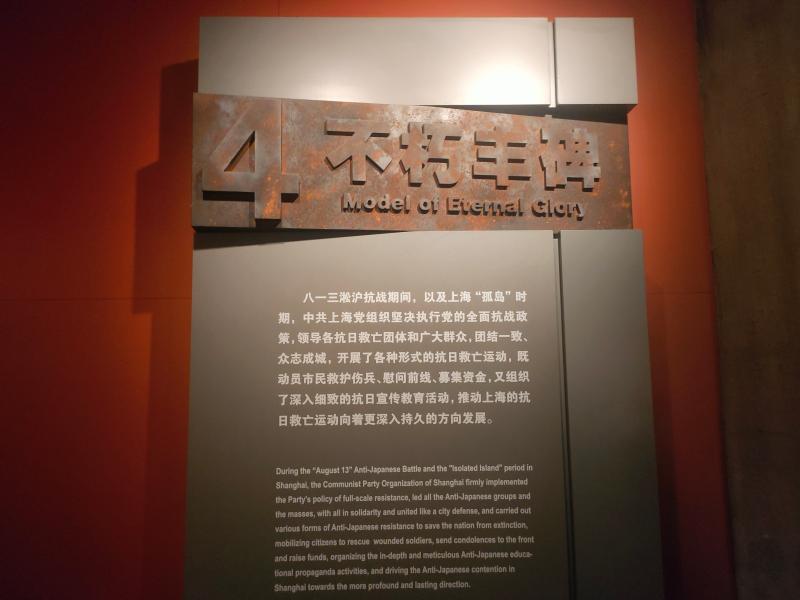 4
不朽丰碑
Model of Eternal Glory
八一三淞沪抗战期间，以及上海“孤岛”时
期，中共上海党组织坚决执行党的全面抗战政
策，领导各抗日救亡团体和广大群众，团结一致、
众志成城，开展了各种形式的抗日救亡运动，既
动员市民救护伤兵、慰问前线、募集资金，又组织
了深入细致的抗日宣传教育活动，推动上海的抗
日救亡运动向着更深入持久的方向发展。
During the "August 13" Anti-Japanese Battle and the "Isolated Island" period in
Shanghai, the Communist Party Organization of Shanghai firmly implemented
the Party's policy of full-scale resistance, led all the Anti-Japanese groups and
the masses, with all in solidarity and united like a city defense, and carried out
various forms of Anti-Japanese resistance to save the nation from extinction,
mobilizing citizens to rescue wounded soldiers, send condolences to the front
and raise funds, organizing the in-depth and meticulous Anti-Japanese educa-
tional propaganda activities, and driving the Anti-Japanese contention in
Shanghai towards the more profound and lasting direction.